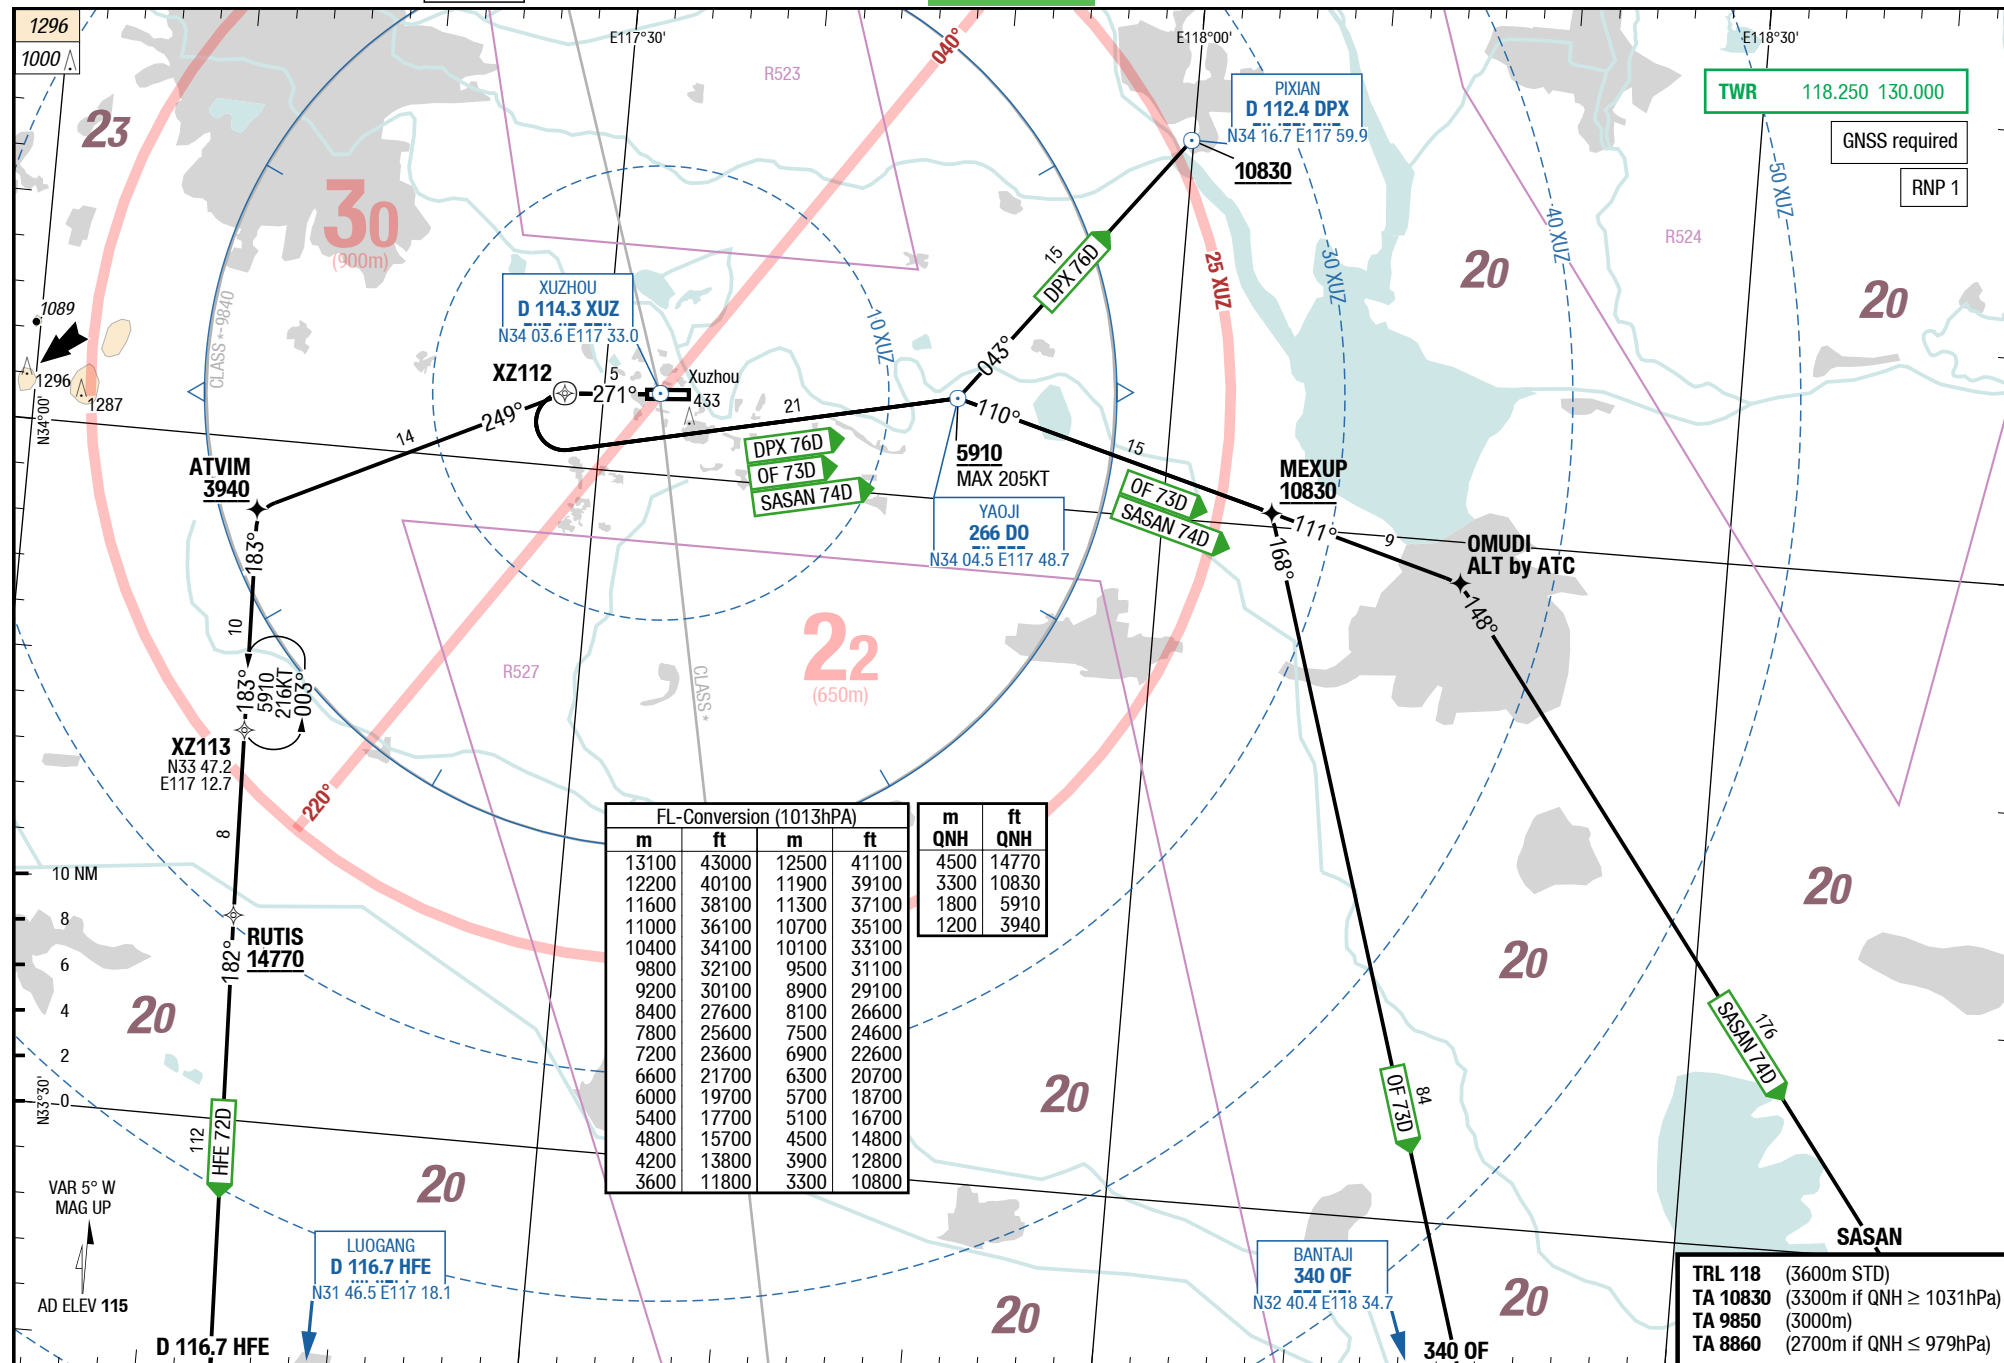 1296
1000
E117°30'
E118°00'
E118°30'
040°
R523
23
PIXIAN
D 112.4 DPX
N34 16.7 E117 59.9
10830
TWR 118.250 130.000
GNSS required
RNP 1
50 XUZ
40 XUZ
30 XUZ
25 XUZ
10 XUZ
R524
30
(900m)
20
20
15
DPX 76D
043°
CLASS *-9840
XUZHOU
D 114.3 XUZ
N34 03.6 E117 33.0
1089
1296
1287
N34°00'
XZ112
5
271°
Xuzhou
433
249°
14
21
DPX 76D
OF 73D
SASAN 74D
110°
5910
MAX 205KT
15
YAOJI
266 DO
N34 04.5 E117 48.7
OF 73D
SASAN 74D
MEXUP
10830
111°
9
168°
OMUDI
ALT by ATC
148°
ATVIM
3940
183°
10
183°
5910
216KT
003°
XZ113
N33 47.2
E117 12.7
R527
22
(650m)
CLASS *
220°
8
RUTIS
14770
182°
10 NM
8
6
4
2
0
N33°30'
20
20
20
20
20
20
20
112
HFE 72D
FL-Conversion (1013hPA)
m ft m ft
13100 43000 12500 41100
12200 40100 11900 39100
11600 38100 11300 37100
11000 36100 10700 35100
10400 34100 10100 33100
9800 32100 9500 31100
9200 30100 8900 29100
8400 27600 8100 26600
7800 25600 7500 24600
7200 23600 6900 22600
6600 21700 6300 20700
6000 19700 5700 18700
5400 17700 5100 16700
4800 15700 4500 14800
4200 13800 3900 12800
3600 11800 3300 10800
m ft
QNH QNH
4500 14770
3300 10830
1800 5910
1200 3940
OF 73D
84
SASAN 74D
176
SASAN
VAR 5° W
MAG UP
AD ELEV 115
LUOGANG
D 116.7 HFE
N31 46.5 E117 18.1
D 116.7 HFE
BANTAJI
340 OF
N32 40.4 E118 34.7
340 OF
TRL 118 (3600m STD)
TA 10830 (3300m if QNH ≥ 1031hPa)
TA 9850 (3000m)
TA 8860 (2700m if QNH ≤ 979hPa)